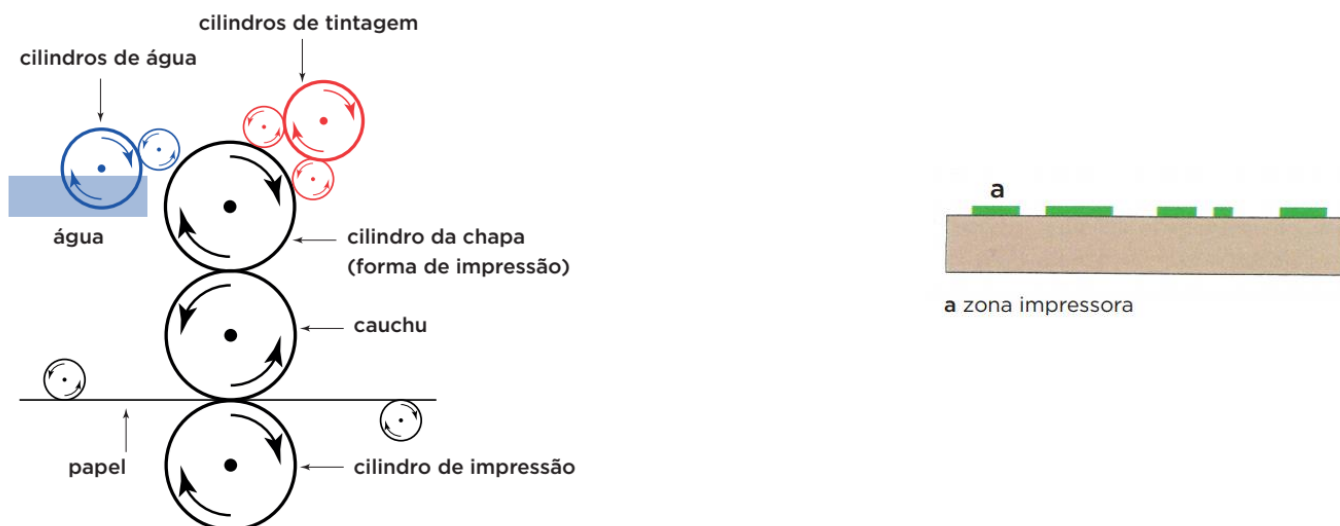 cilindros de tintagem
cilindros de água
a
água
cilindro da chapa
(forma de impressão)
a zona impressora
cauchu
papel
cilindro de impressão